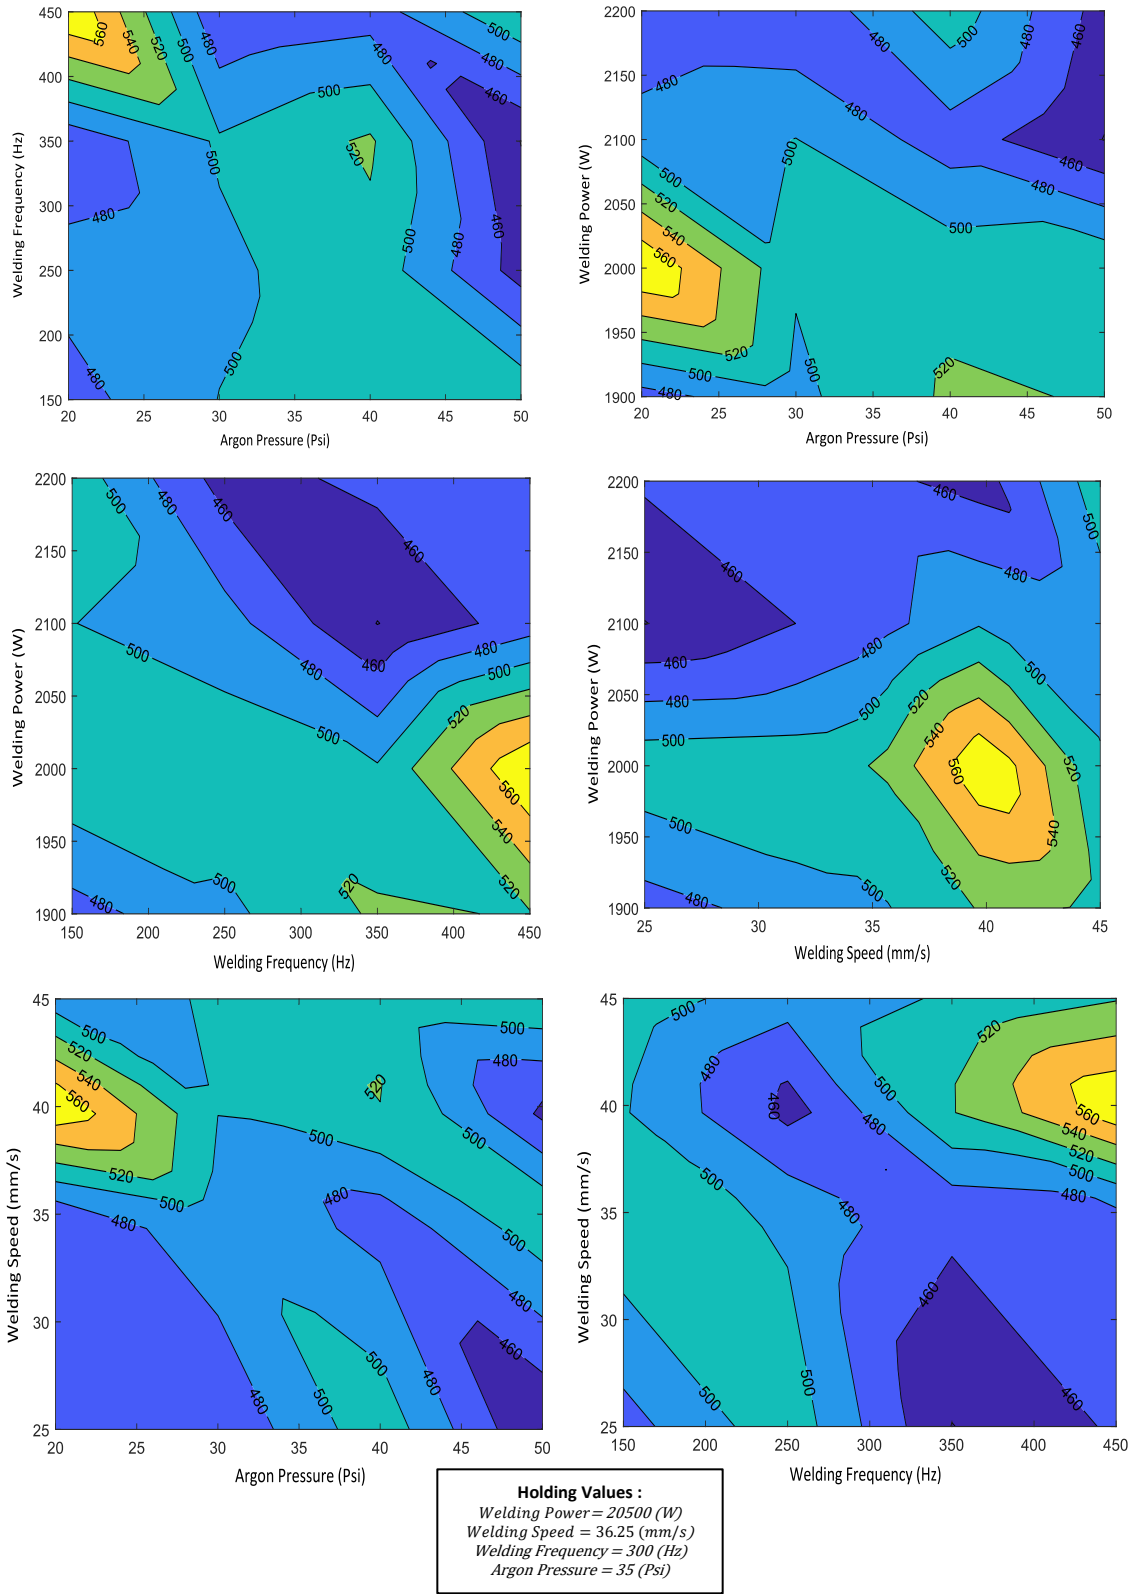 450
400
350
300
250
200
150
20 25 30 35 40 45 50
Welding Frequency (Hz)
Argon Pressure (Psi)
560 540 520 500 480 480 500
500 460
520
500
480 500 480 460
500
480
2200
2150
2100
2050
2000
1950
1900
20 25 30 35 40 45 50
Welding Power (W)
Argon Pressure (Psi)
480 500 480 460
480 480
500 460
500 480
520 500
540
560
520
500 500 520
480
2200
2150
2100
2050
2000
1950
1900
150 200 250 300 350 400 450
Welding Power (W)
Welding Frequency (Hz)
500 480 460
460
500 480 460 480
500
500 520
560
540
500 520 520
480
2200
2150
2100
2050
2000
1950
1900
25 30 35 40 45
Welding Power (W)
Welding Speed (mm/s)
460 500
460 480
460 480
480 500 520 500
500 540
560 520
500 540
480 500 520
45
40
35
30
25
20 25 30 35 40 45 50
Welding Speed (mm/s)
Argon Pressure (Psi)
500 500
520 480
540 520
560
500 500
520
500 480
480 500
480
500 460
480 500 480
45
40
35
30
25
150 200 250 300 350 400 450
Welding Speed (mm/s)
Welding Frequency (Hz)
500 520
480
500
460 560
480 540
520
500 500
480 480
460
500 500 460
Holding Values :
Welding Power = 20500 (W)
Welding Speed = 36.25 (mm/s)
Welding Frequency = 300 (Hz)
Argon Pressure = 35 (Psi)